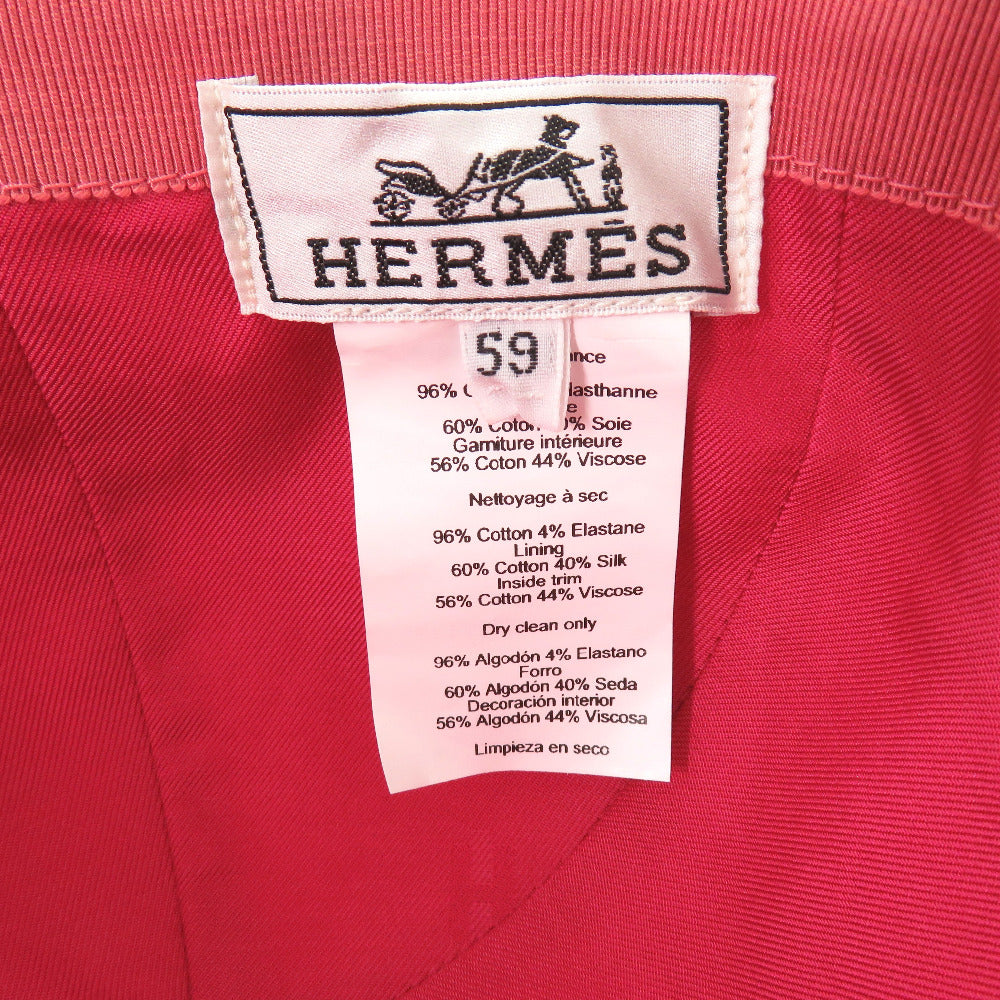 HERMÈS
59
96%
60% Soie
Garniture intérieure
56% Coton 44% Viscose
Nettoyage à sec
96% Cotton 4% Elastane
Lining
60% Cotton 40% Silk
Inside trim
56% Cotton 44% Viscose
Dry clean only
96% Algodón 4% Elastano
Forro
60% Algodón 40% Seda
Decoración interior
56% Algodón 44% Viscosa
Limpieza en seco